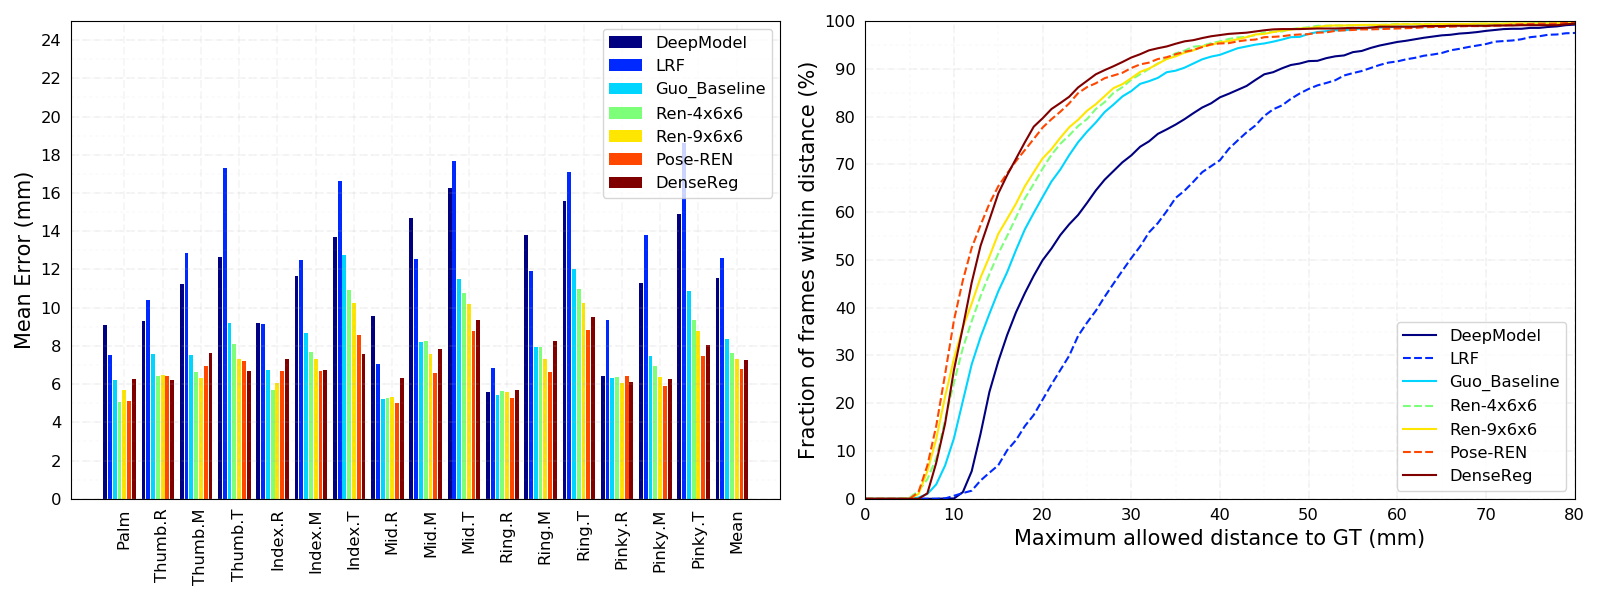 24
22
20
18
16
14
12
10
8
6
4
2
0
Mean Error (mm)
DeepModel
LRF
Guo_Baseline
Ren-4x6x6
Ren-9x6x6
Pose-REN
DenseReg
Palm
Thumb.R
Thumb.M
Thumb.T
Index.R
Index.M
Index.T
Mid.R
Mid.M
Mid.T
Ring.R
Ring.M
Ring.T
Pinky.R
Pinky.M
Pinky.T
Mean
100
90
80
70
60
50
40
30
20
10
0
Fraction of frames within distance (%)
DeepModel
LRF
Guo_Baseline
Ren-4x6x6
Ren-9x6x6
Pose-REN
DenseReg
0 10 20 30 40 50 60 70 80
Maximum allowed distance to GT (mm)